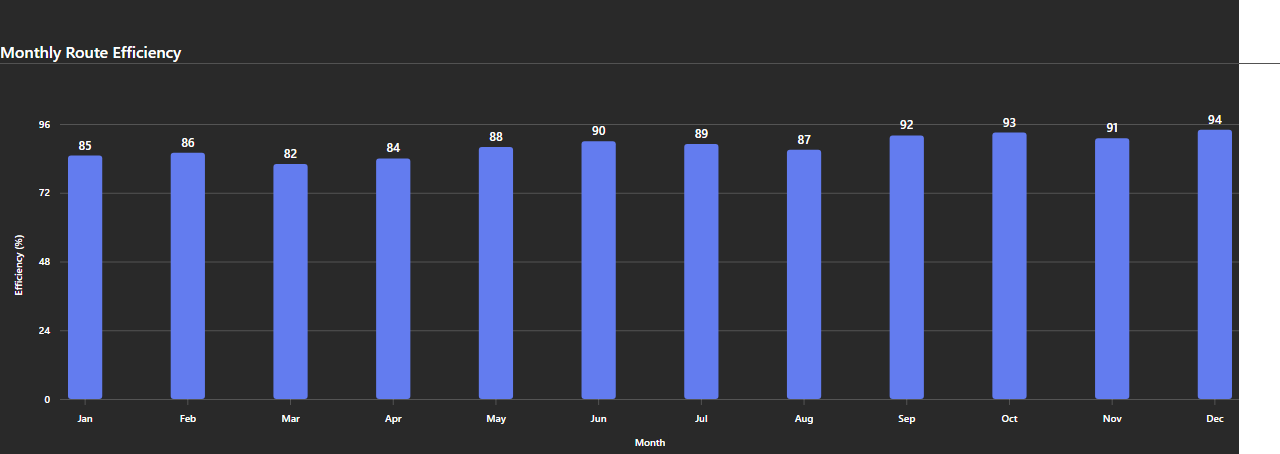 Monthly Route Efficiency
96
72
48
24
0
Efficiency (%)
85
86
82
84
88
90
89
87
92
93
91
94
Jan
Feb
Mar
Apr
May
Jun
Jul
Aug
Sep
Oct
Nov
Dec
Month